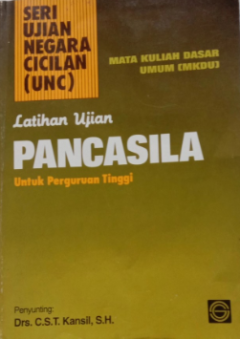 SERI
UJIAN
NEGARA
CICILAN
(UNC)
MATA KULIAH DASAR
UMUM (MKDU)
Latihan Ujian
PANCASILA
Untuk Perguruan Tinggi
Penyunting:
Drs. C.S.T. Kansil, S.H.